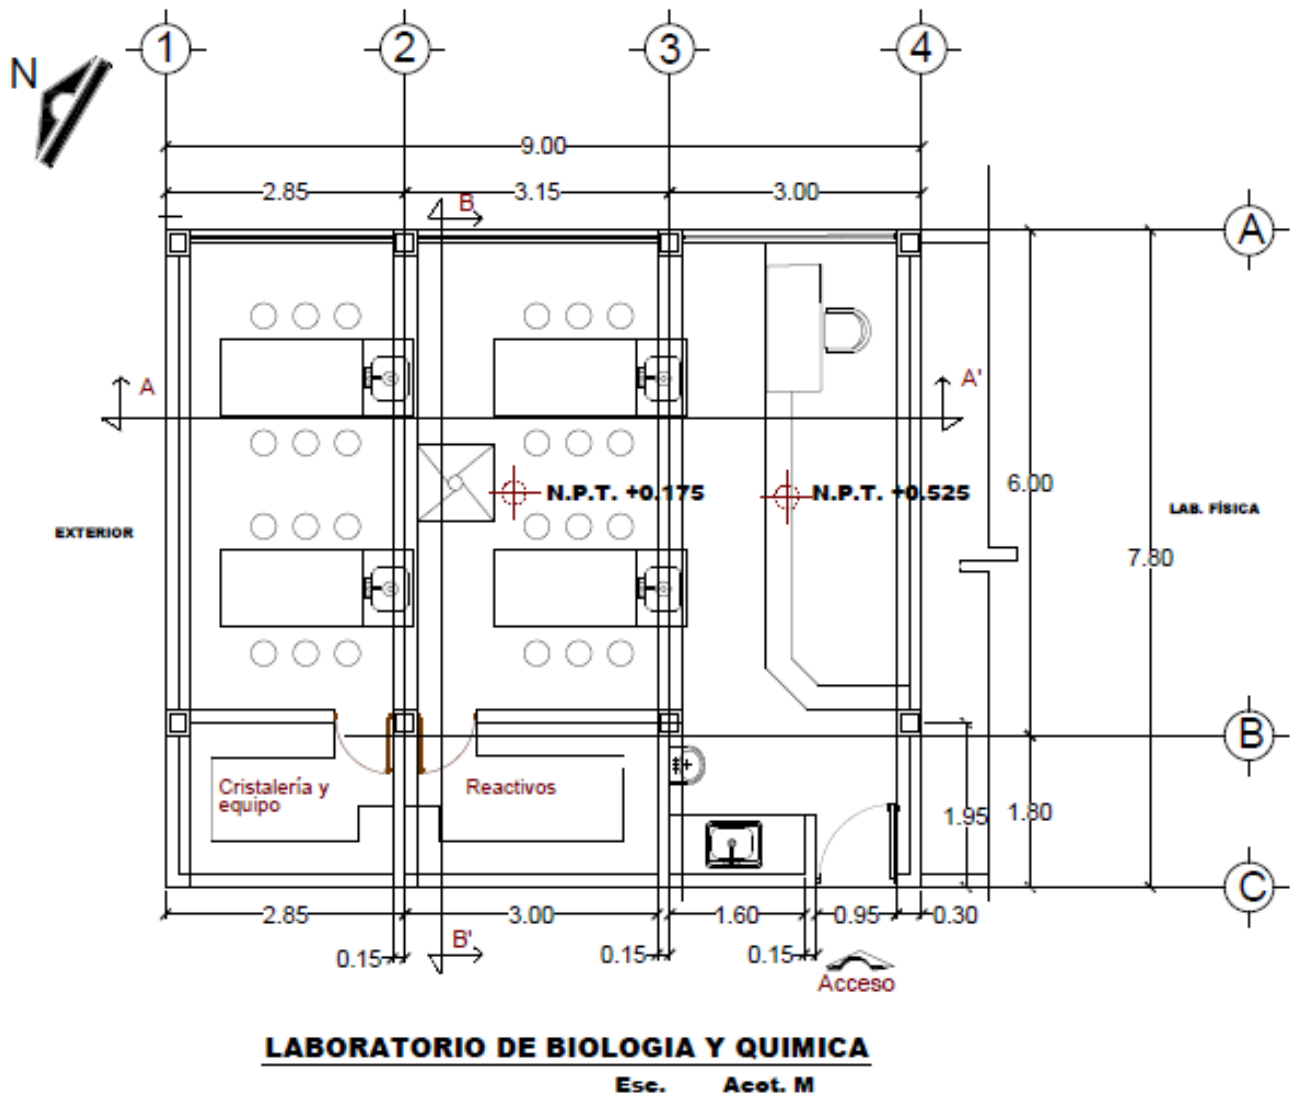 1 2 3 4
N
9.00
2.85 3.15 3.00
B
A
A A'
N.P.T. +0.175 N.P.T. +0.525
6.00
LAB. FÍSICA
EXTERIOR
7.80
B
Cristalería y
equipo
Reactivos
1.95 1.80
C
2.85 3.00 1.60 0.95 0.30
0.15 B' 0.15 0.15
Acceso
LABORATORIO DE BIOLOGIA Y QUIMICA
Esc. Acot. M